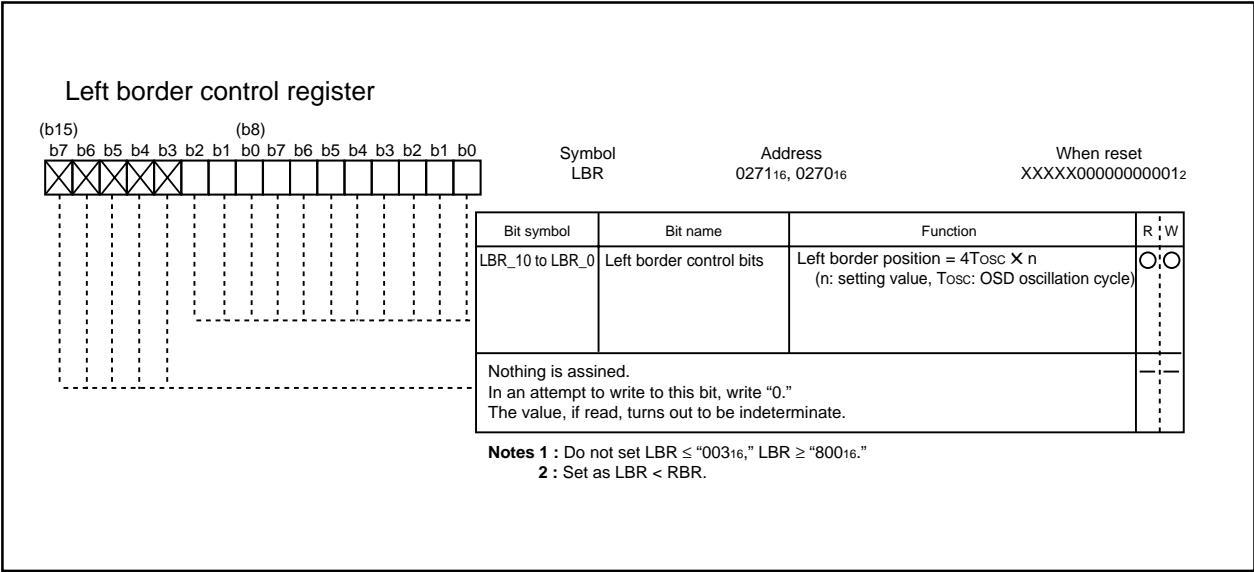 Left border control register
(b15) (b8)
b7 b6 b5 b4 b3 b2 b1 b0 b7 b6 b5 b4 b3 b2 b1 b0
Symbol Address When reset
LBR 027116, 027016 XXXXX000000000012
Bit symbol Bit name Function R W
LBR_10 to LBR_0 Left border control bits Left border position = 4TOSC X n
(n: setting value, TOSC: OSD oscillation cycle)
Nothing is assined.
In an attempt to write to this bit, write “0.”
The value, if read, turns out to be indeterminate.
Notes 1 : Do not set LBR ≤ “00316,” LBR ≥ “80016.”
2 : Set as LBR < RBR.